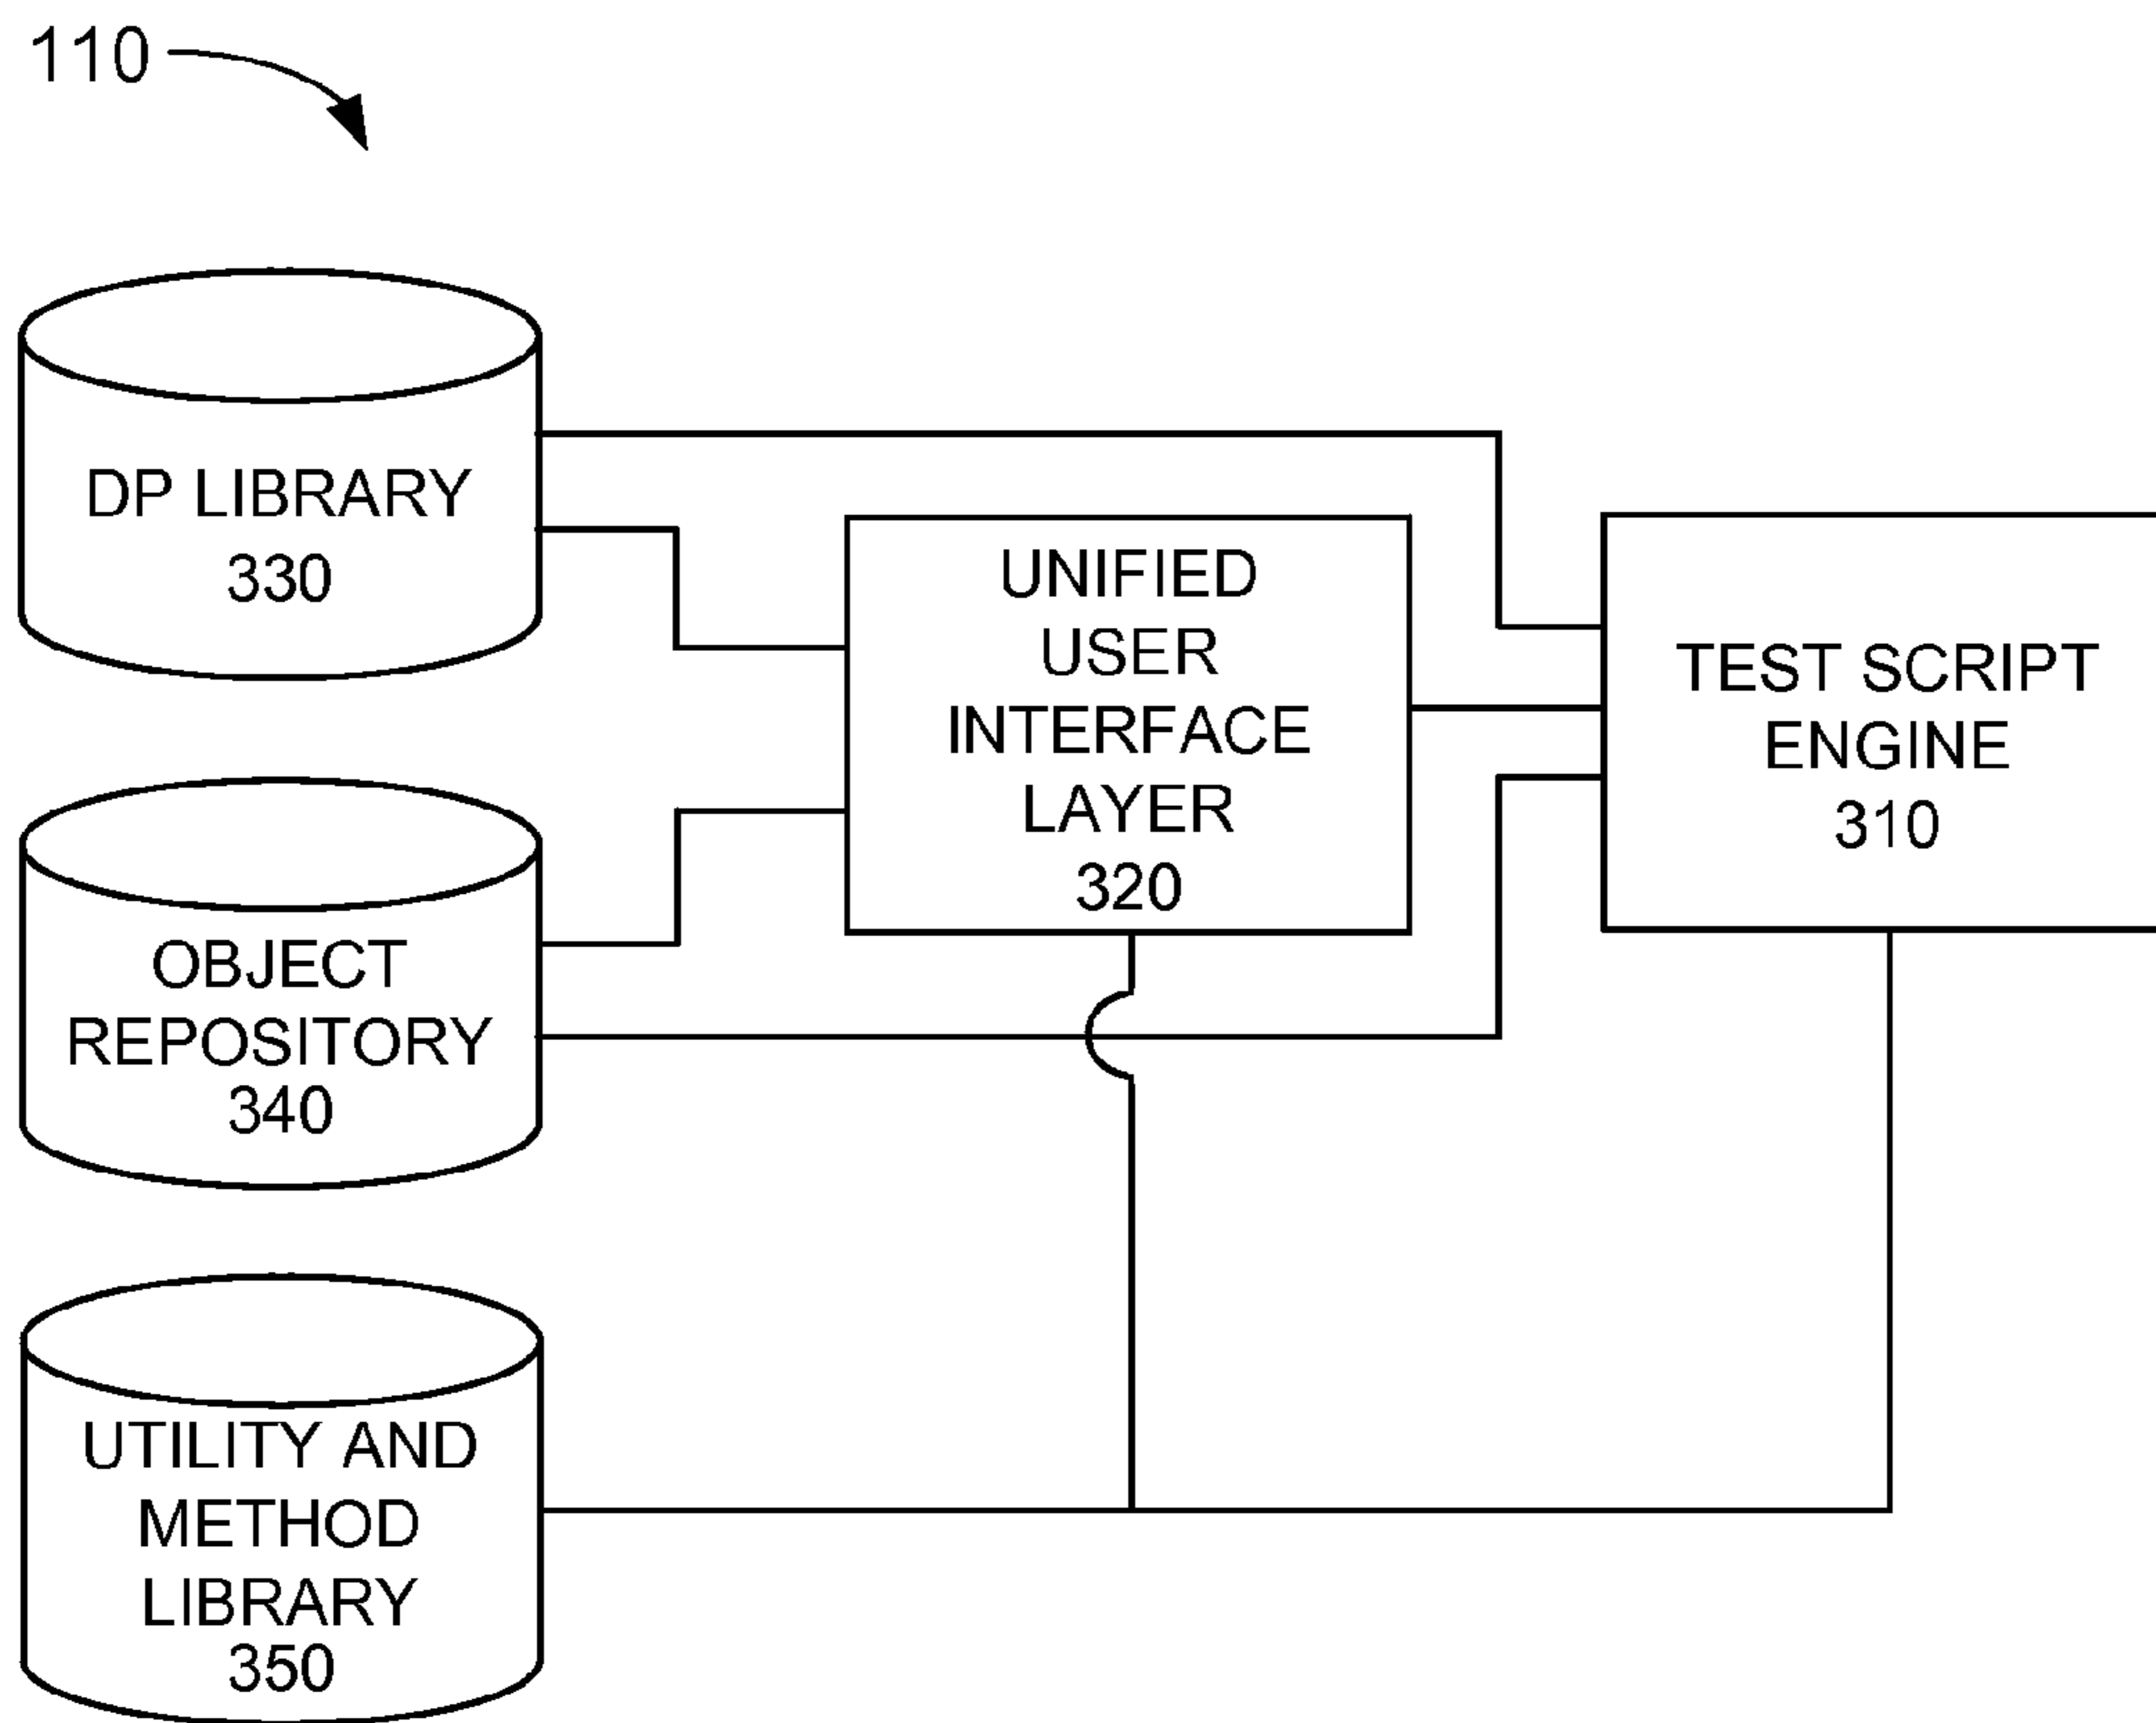 110
DP LIBRARY
330
UNIFIED
USER
INTERFACE
LAYER
320
TEST SCRIPT
ENGINE
310
OBJECT
REPOSITORY
340
UTILITY AND
METHOD
LIBRARY
350